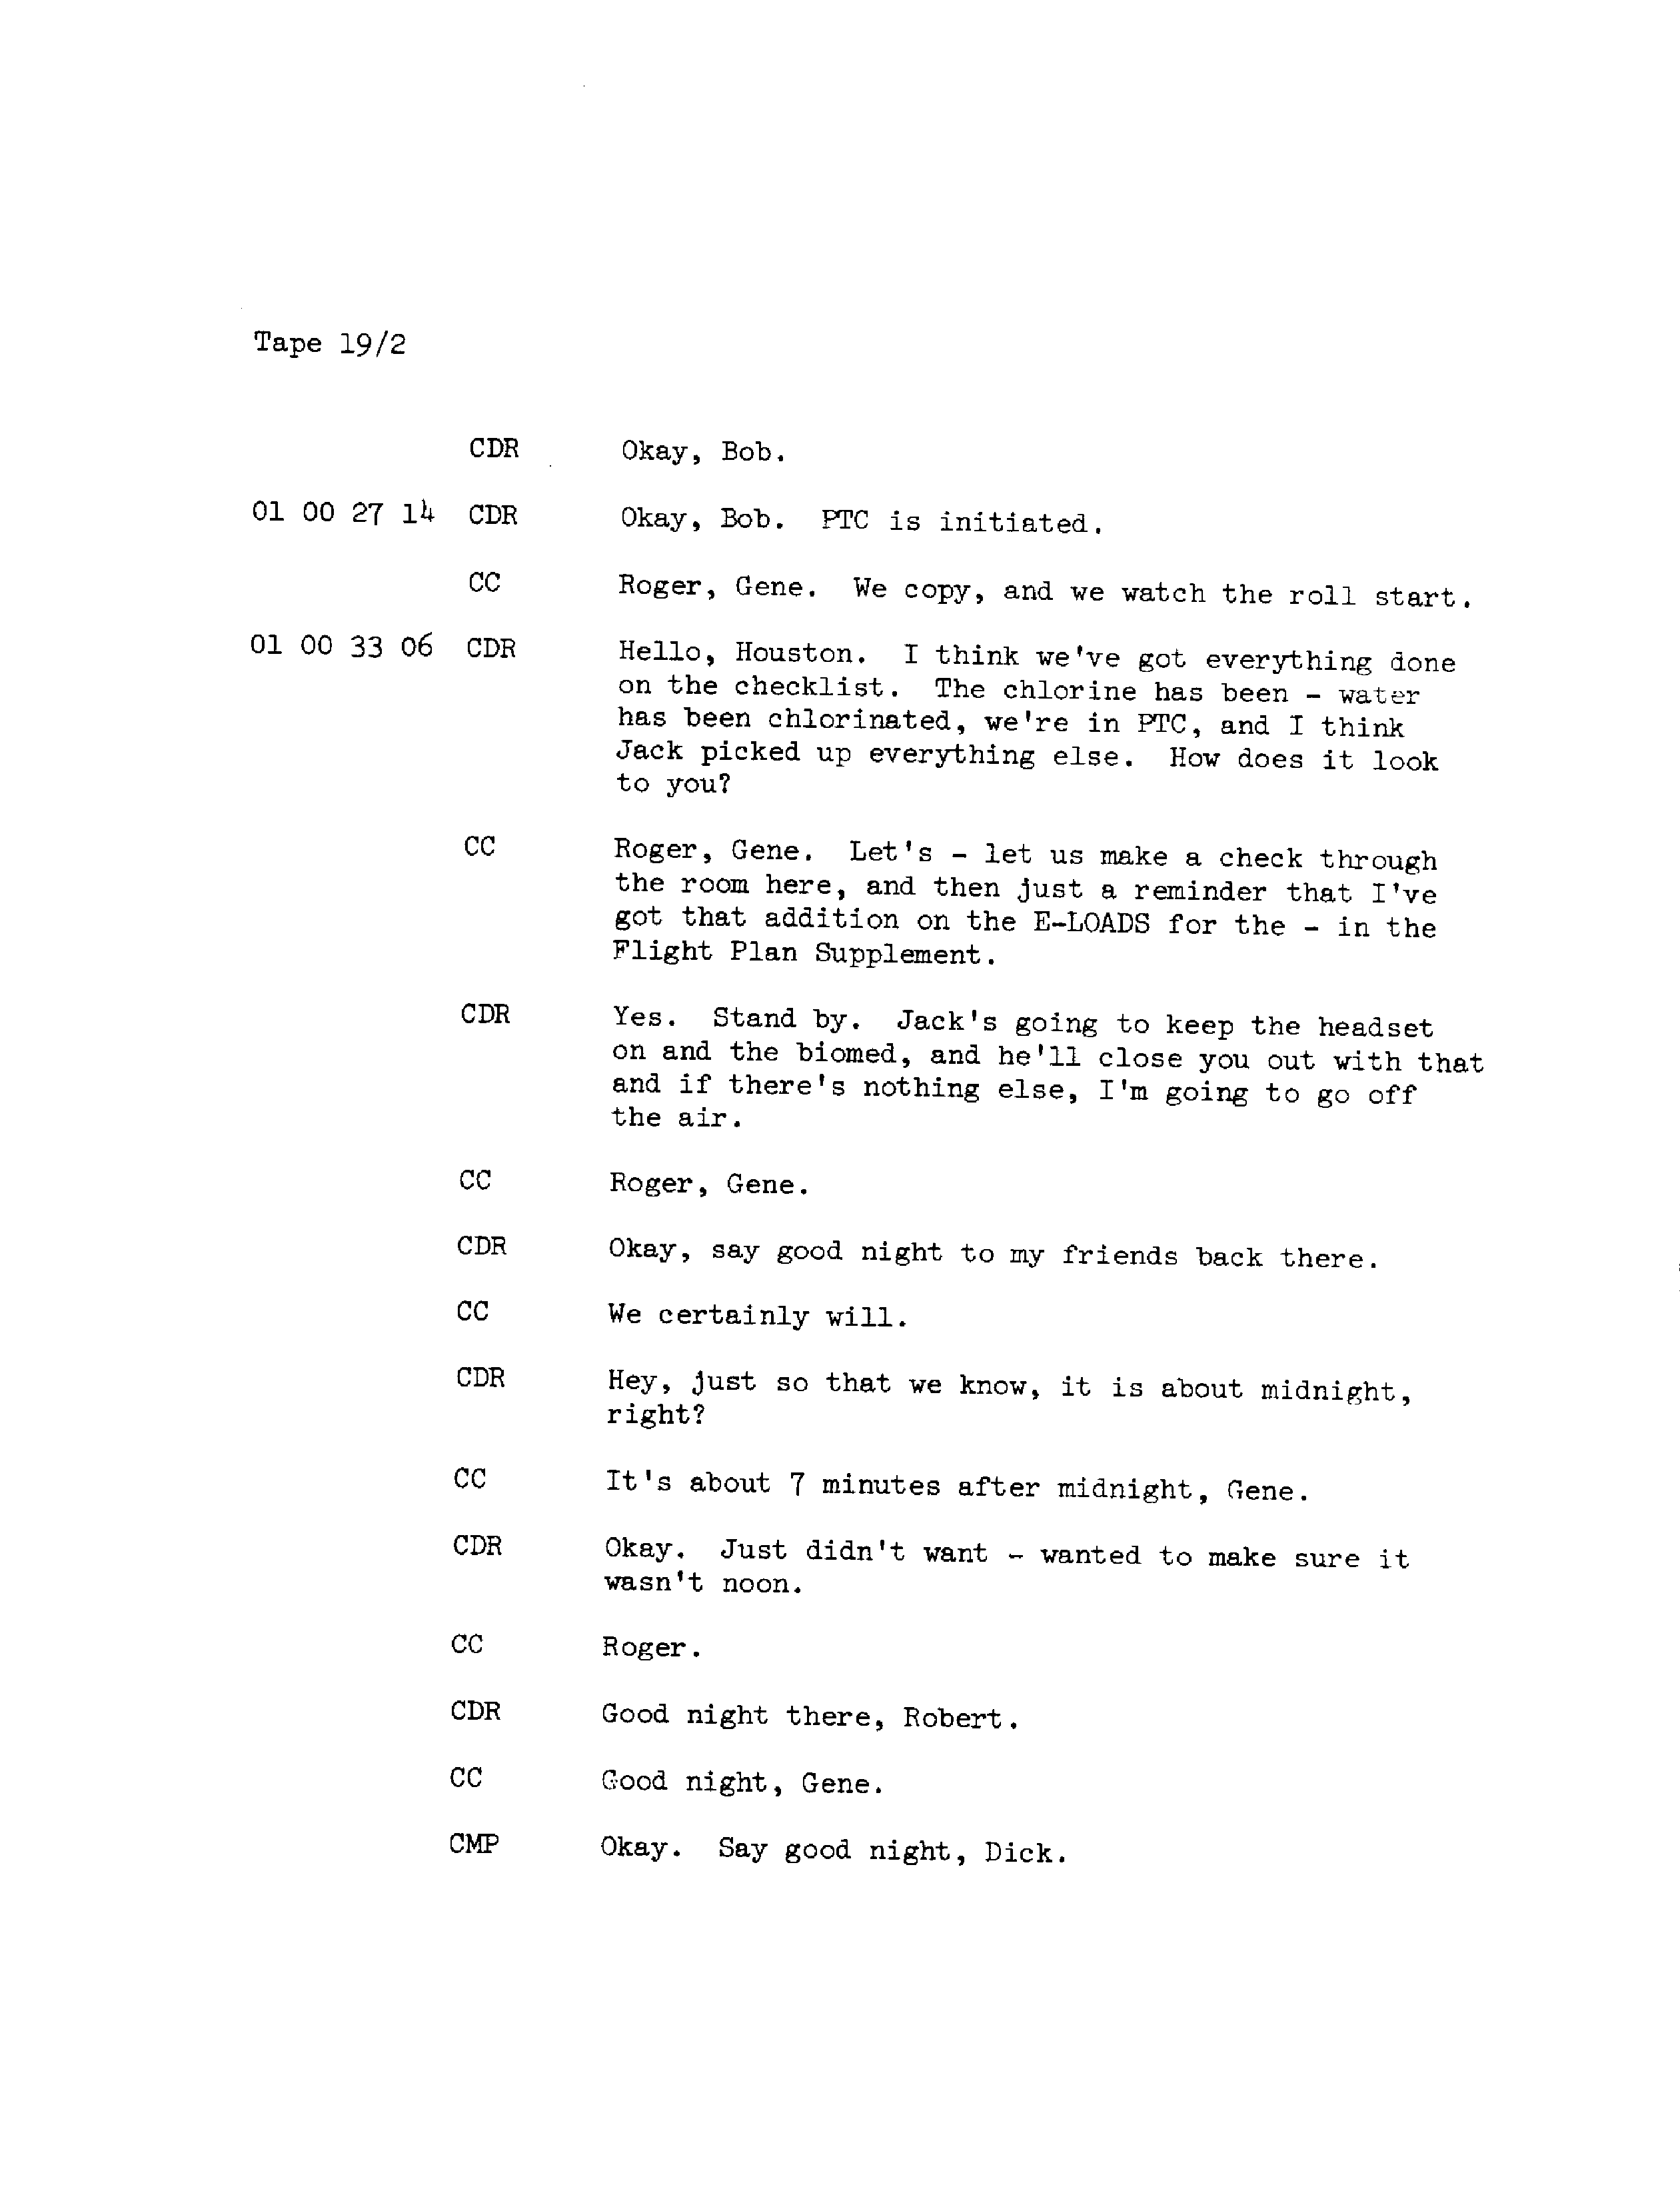 Tape 19/2
CDR Okay, Bob.
01 00 27 14 CDR Okay, Bob. PTC is initiated.
CC Roger, Gene. We copy, and we watch the roll start.
01 00 33 06 CDR Hello, Houston. I think we've got everything done
on the checklist. The chlorine has been - water
has been chlorinated, we're in PTC, and I think
Jack picked up everything else. How does it look
to you?
CC Roger, Gene. Let's - let us make a check through
the room here, and then just a reminder that I've
got that addition on the E-LOADS for the - in the
Flight Plan Supplement.
CDR Yes. Stand by. Jack's going to keep the headset
on and the biomed, and he'll close you out with that
and if there's nothing else, I'm going to go off
the air.
CC Roger, Gene.
CDR Okay, say good night to my friends back there.
CC We certainly will.
CDR Hey, just so that we know, it is about midnight,
right?
CC It's about 7 minutes after midnight, Gene.
CDR Okay. Just didn't want - wanted to make sure it
wasn't noon.
CC Roger.
CDR Good night there, Robert.
CC Good night, Gene.
CMP Okay. Say good night, Dick.